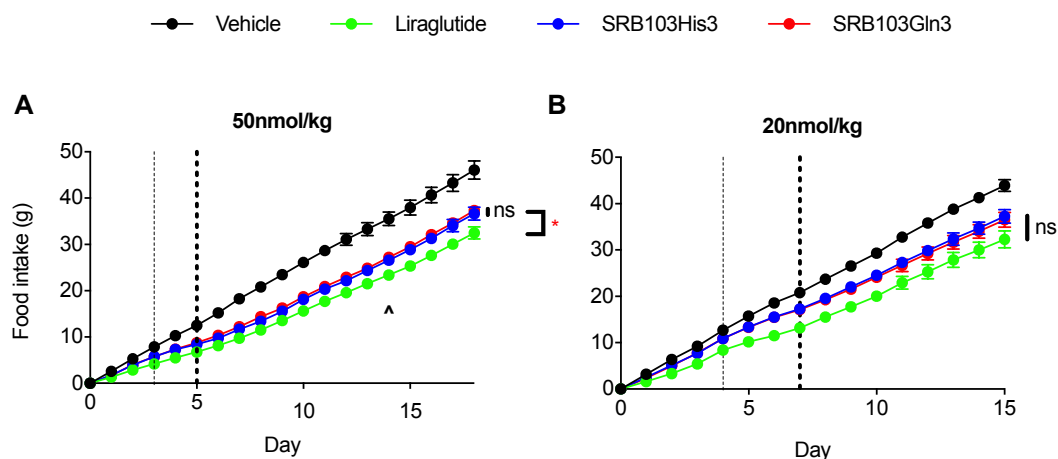 Vehicle Liraglutide SRB103His3 SRB103Gln3
A
50nmol/kg
50
40
30
20
10
0
Food intake (g)
0 5 10 15
Day
ns
*
^
B
20nmol/kg
50
40
30
20
10
0
0 5 10 15
Day
ns